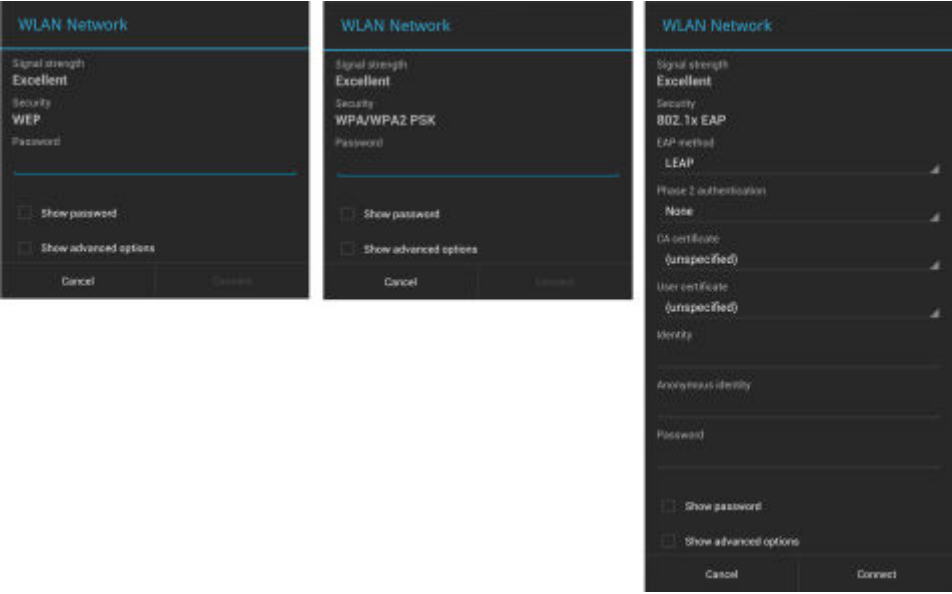 WLAN Network
Signal strength
Excellent
Security
WEP
Password
Show password
Show advanced options
Cancel
Connect
WLAN Network
Signal strength
Excellent
Security
WPA/WPA2 PSK
Password
Show password
Show advanced options
Cancel
Connect
WLAN Network
Signal strength
Excellent
Security
802.1x EAP
EAP method
LEAP
Phase 2 authentication
None
CA certificate
(unspecified)
User certificate
(unspecified)
Identity
Anonymous identity
Password
Show password
Show advanced options
Cancel
Connect